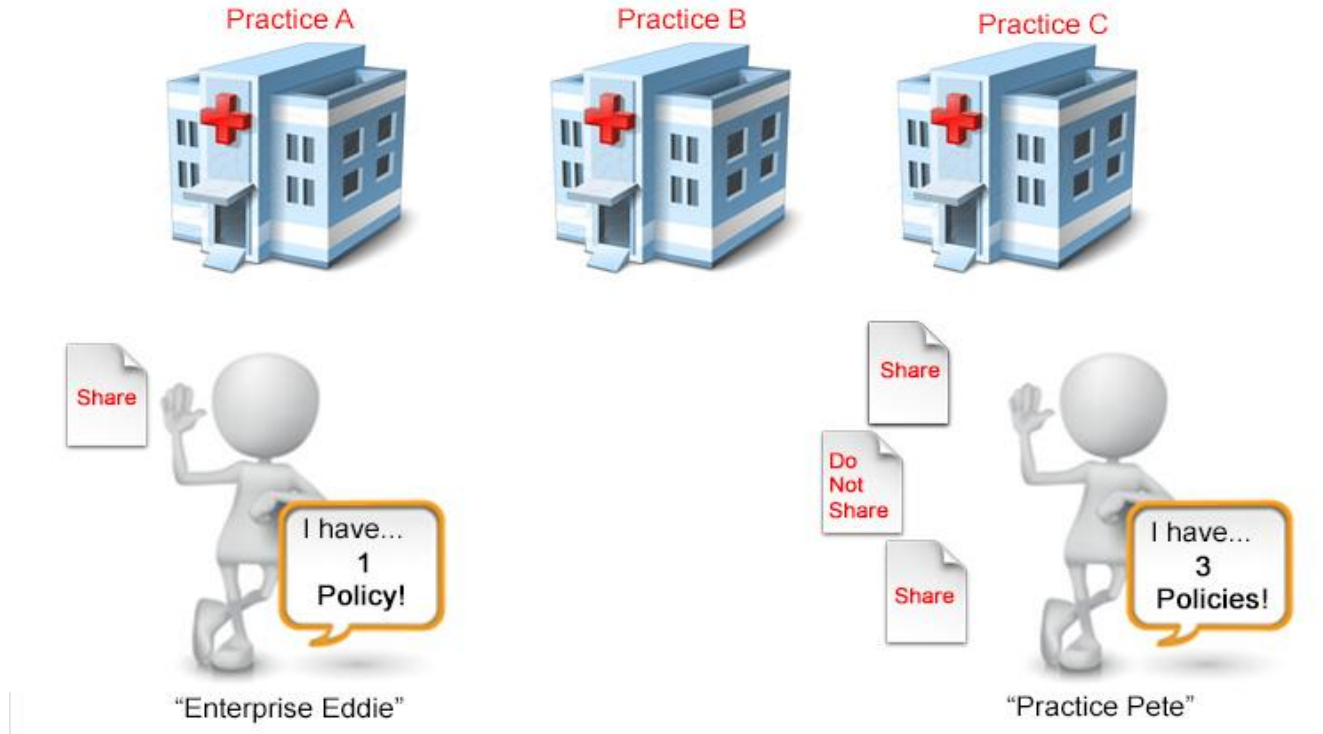 Practice A
Practice B
Practice C
Share
I have...
1
Policy!
"Enterprise Eddie"
Share
Do
Not
Share
Share
I have...
3
Policies!
"Practice Pete"